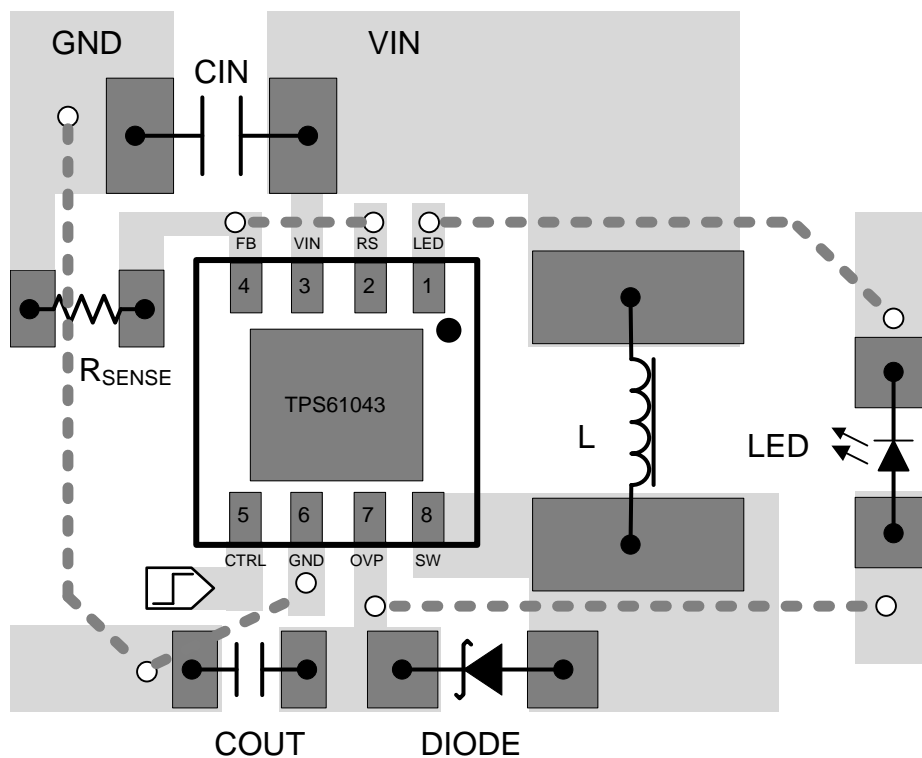 GND
VIN
CIN
FB
VIN
RS
LED
4
3
2
1
RSENSE
TPS61043
L
LED
5
6
7
8
CTRL
GND
OVP
SW
COUT
DIODE